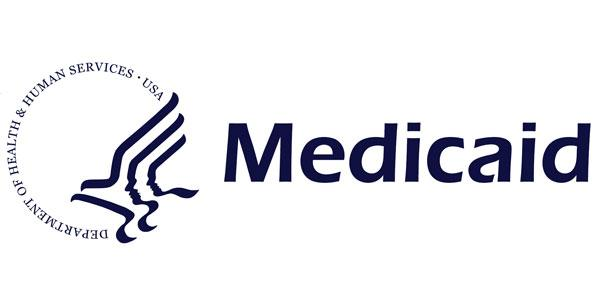 DEPARTMENT OF HEALTH & HUMAN SERVICES · USA
Medicaid